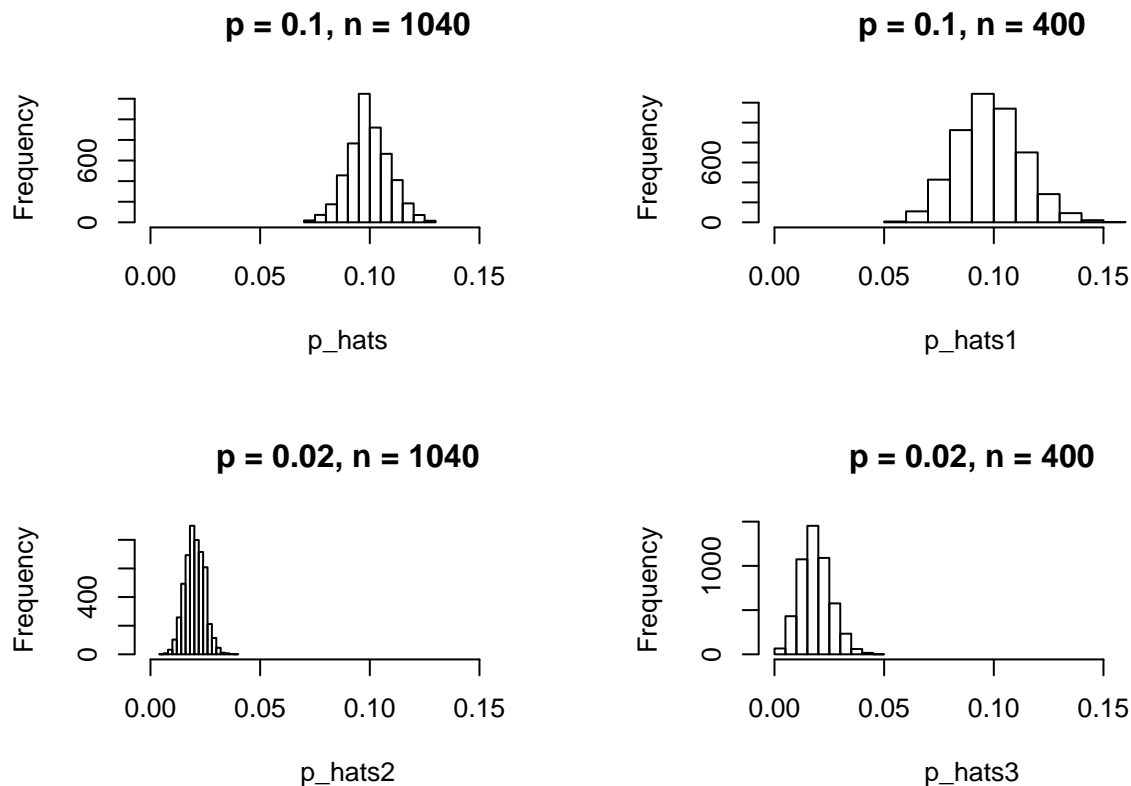 p = 0.1, n = 1040
Frequency
0
600
0.00 0.05 0.10 0.15
p_hats
p = 0.1, n = 400
Frequency
0
600
0.00 0.05 0.10 0.15
p_hats1
p = 0.02, n = 1040
Frequency
0
400
0.00 0.05 0.10 0.15
p_hats2
p = 0.02, n = 400
Frequency
0
1000
0.00 0.05 0.10 0.15
p_hats3